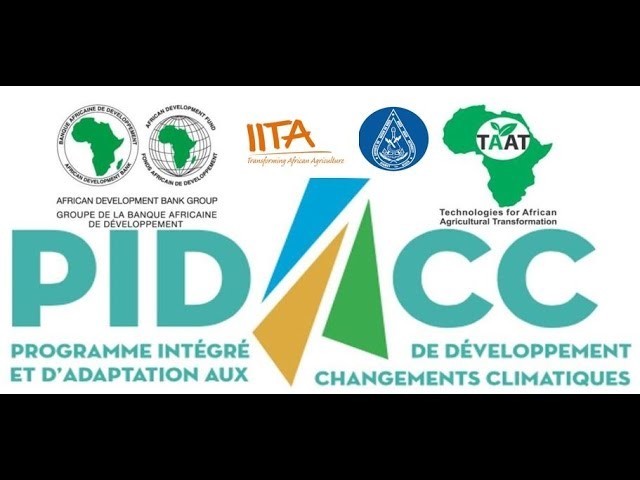 BANQUE AFRICAINE DE DÉVELOPPEMENT
AFRICAN DEVELOPMENT BANK
AFRICAN DEVELOPMENT FUND
FONDS AFRICAIN DE DÉVELOPPEMENT
AFRICAN DEVELOPMENT BANK GROUP
GROUPE DE LA BANQUE AFRICAINE
DE DÉVELOPPEMENT
IITA
Transforming African Agriculture
TAAT
Technologies for African
Agricultural Transformation
PIDACC
PROGRAMME INTÉGRÉ DE DÉVELOPPEMENT
ET D'ADAPTATION AUX CHANGEMENTS CLIMATIQUES